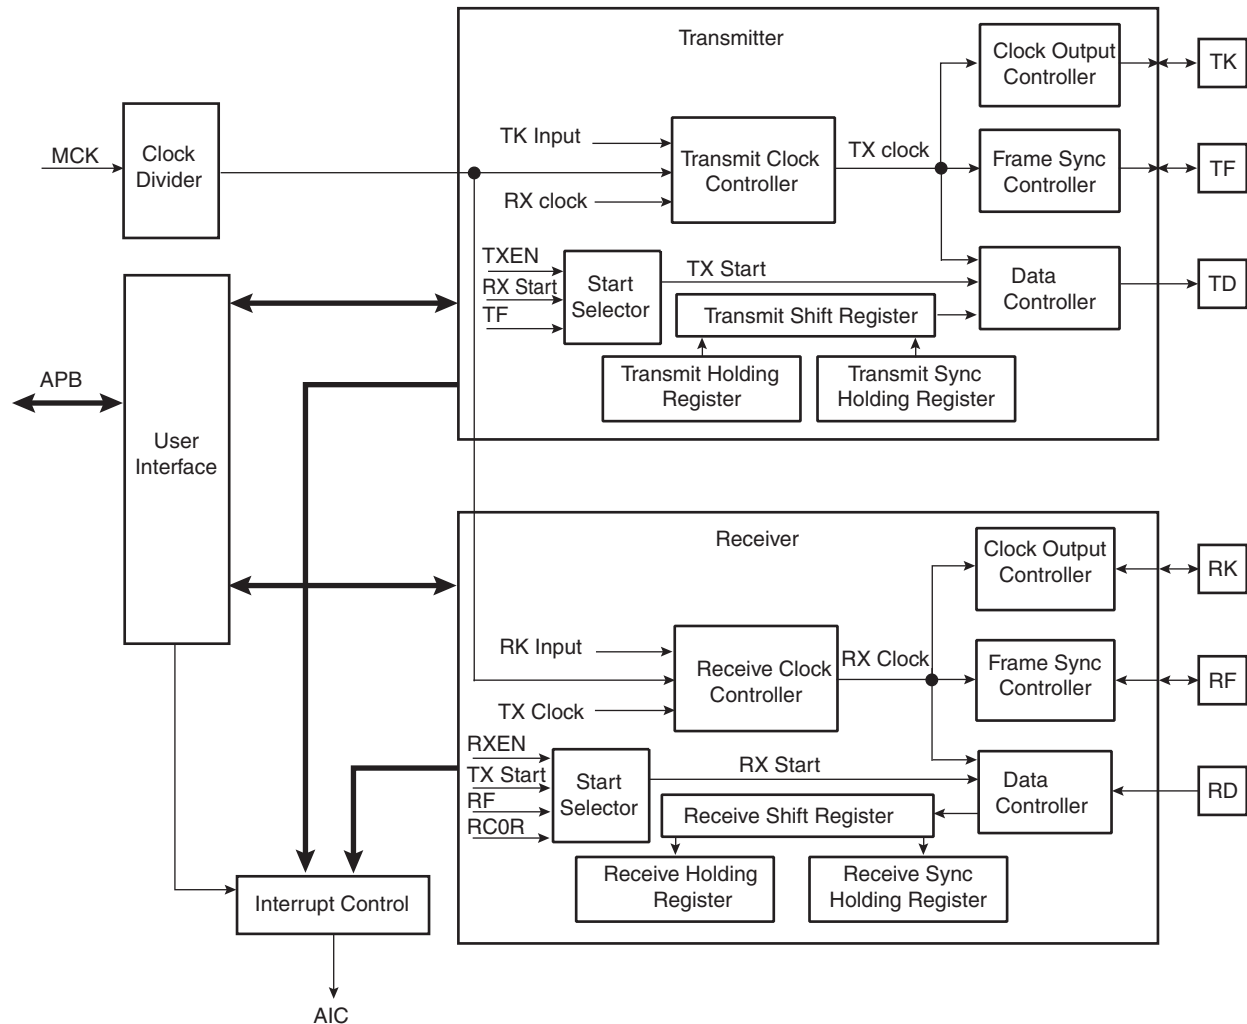 Transmitter
Clock Output
Controller
TK
MCK
Clock
Divider
TK Input
RX clock
Transmit Clock
Controller
TX clock
Frame Sync
Controller
TF
TXEN
RX Start
TF
Start
Selector
TX Start
Data
Controller
TD
Transmit Shift Register
Transmit Holding
Register
Transmit Sync
Holding Register
APB
User
Interface
Receiver
Clock Output
Controller
RK
RK Input
TX Clock
Receive Clock
Controller
RX Clock
Frame Sync
Controller
RF
RXEN
TX Start
RF
RC0R
Start
Selector
RX Start
Data
Controller
RD
Receive Shift Register
Receive Holding
Register
Receive Sync
Holding Register
Interrupt Control
AIC